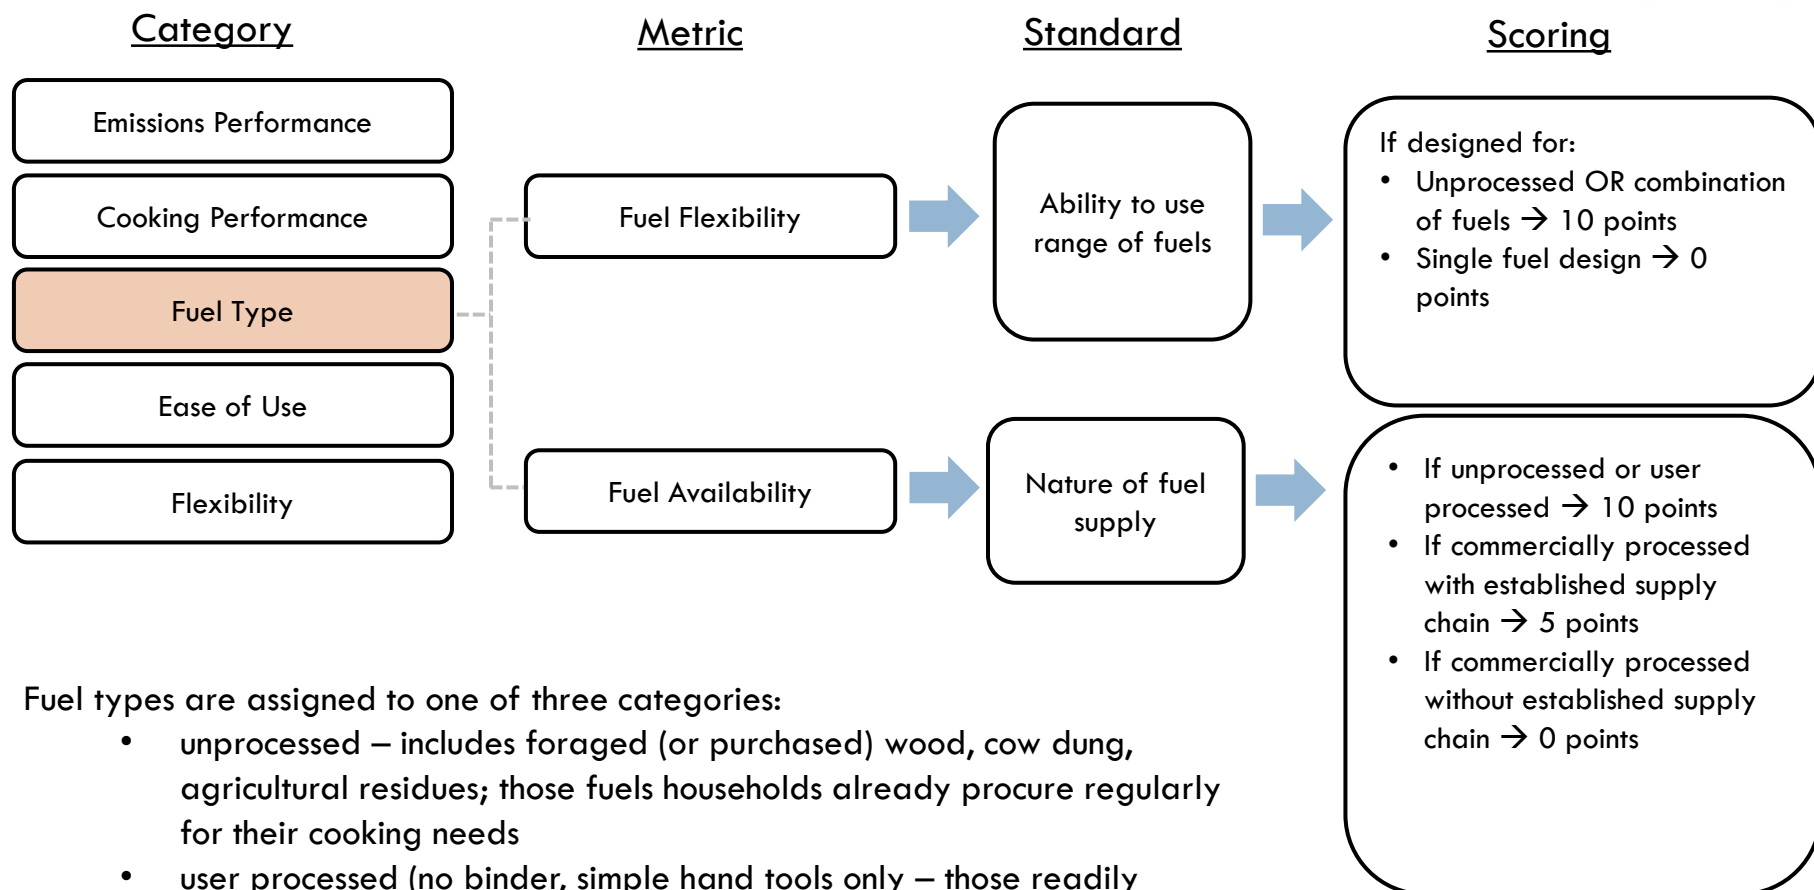 Category
Metric
Standard
Scoring
Emissions Performance
Cooking Performance
Fuel Type
Ease of Use
Flexibility
Fuel Flexibility
Ability to use
range of fuels
If designed for:
• Unprocessed OR combination
of fuels → 10 points
• Single fuel design → 0
points
Fuel Availability
Nature of fuel
supply
• If unprocessed or user
processed → 10 points
• If commercially processed
with established supply
chain → 5 points
• If commercially processed
without established supply
chain → 0 points
Fuel types are assigned to one of three categories:
• unprocessed – includes foraged (or purchased) wood, cow dung,
agricultural residues; those fuels households already procure regularly
for their cooking needs
• user processed (no binder, simple hand tools only – those readily